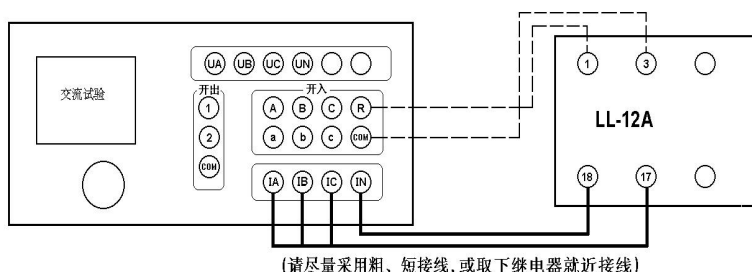 UA UB UC UN
开出 开入
1 A B C R
2 a b c COM
COM
交流试验
IA IB IC IN
1 3
LL-12A
18 17
(请尽量采用粗、短接线,或取下继电器就近接线)